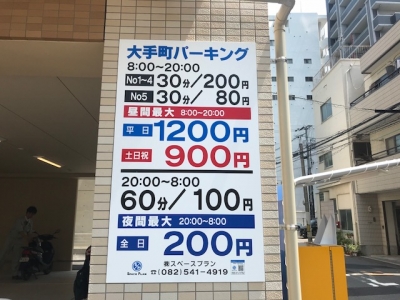 大手町パーキング
8:00~20:00
No1~4 30分/200円
No5 30分/ 80円
昼間最大 8:00~20:00
平日 1200円
土日祝 900円
20:00~8:00
60分/100円
夜間最大 20:00~8:00
全日 200円
㈱スペースプラン
☎(082)541-4919